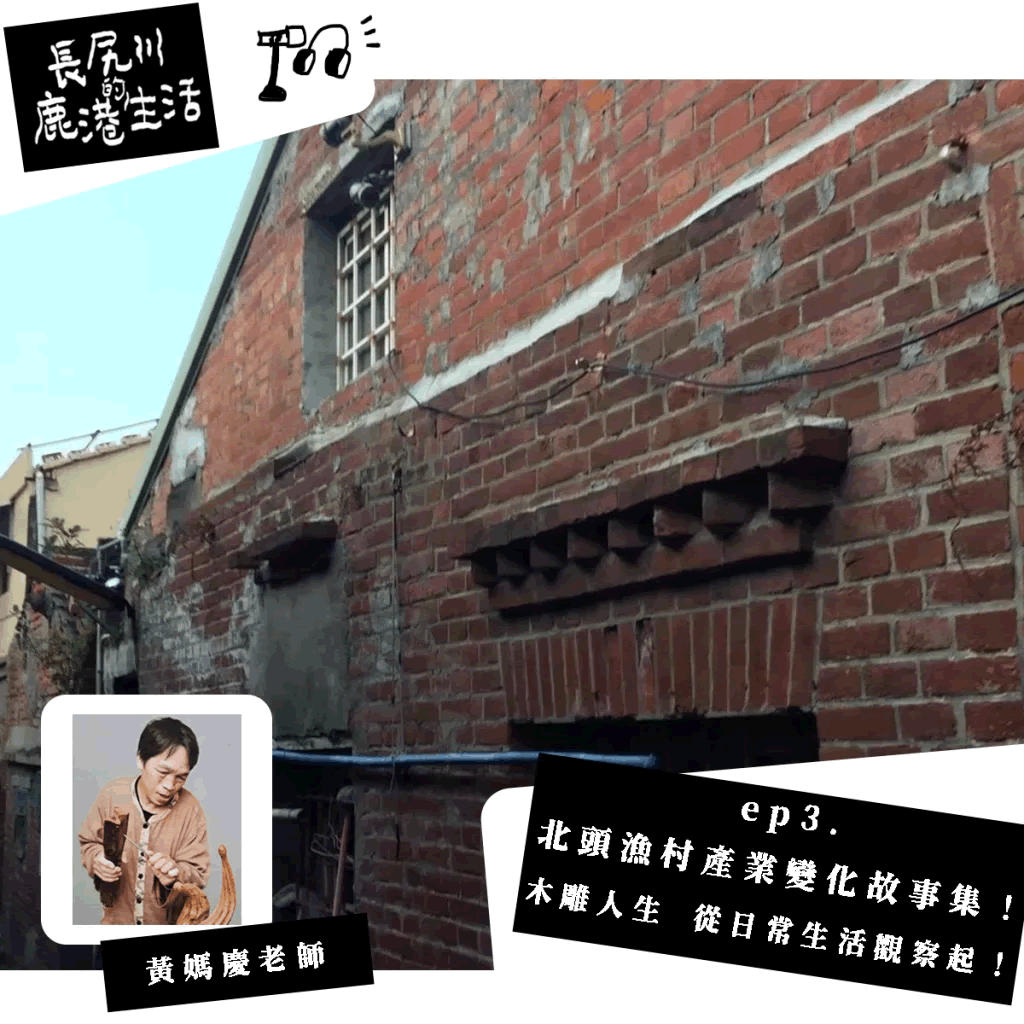 長尻川
的
鹿港生活
ep3.
北頭漁村產業變化故事集！
木雕人生 從日常生活觀察起！
黃媽慶老師